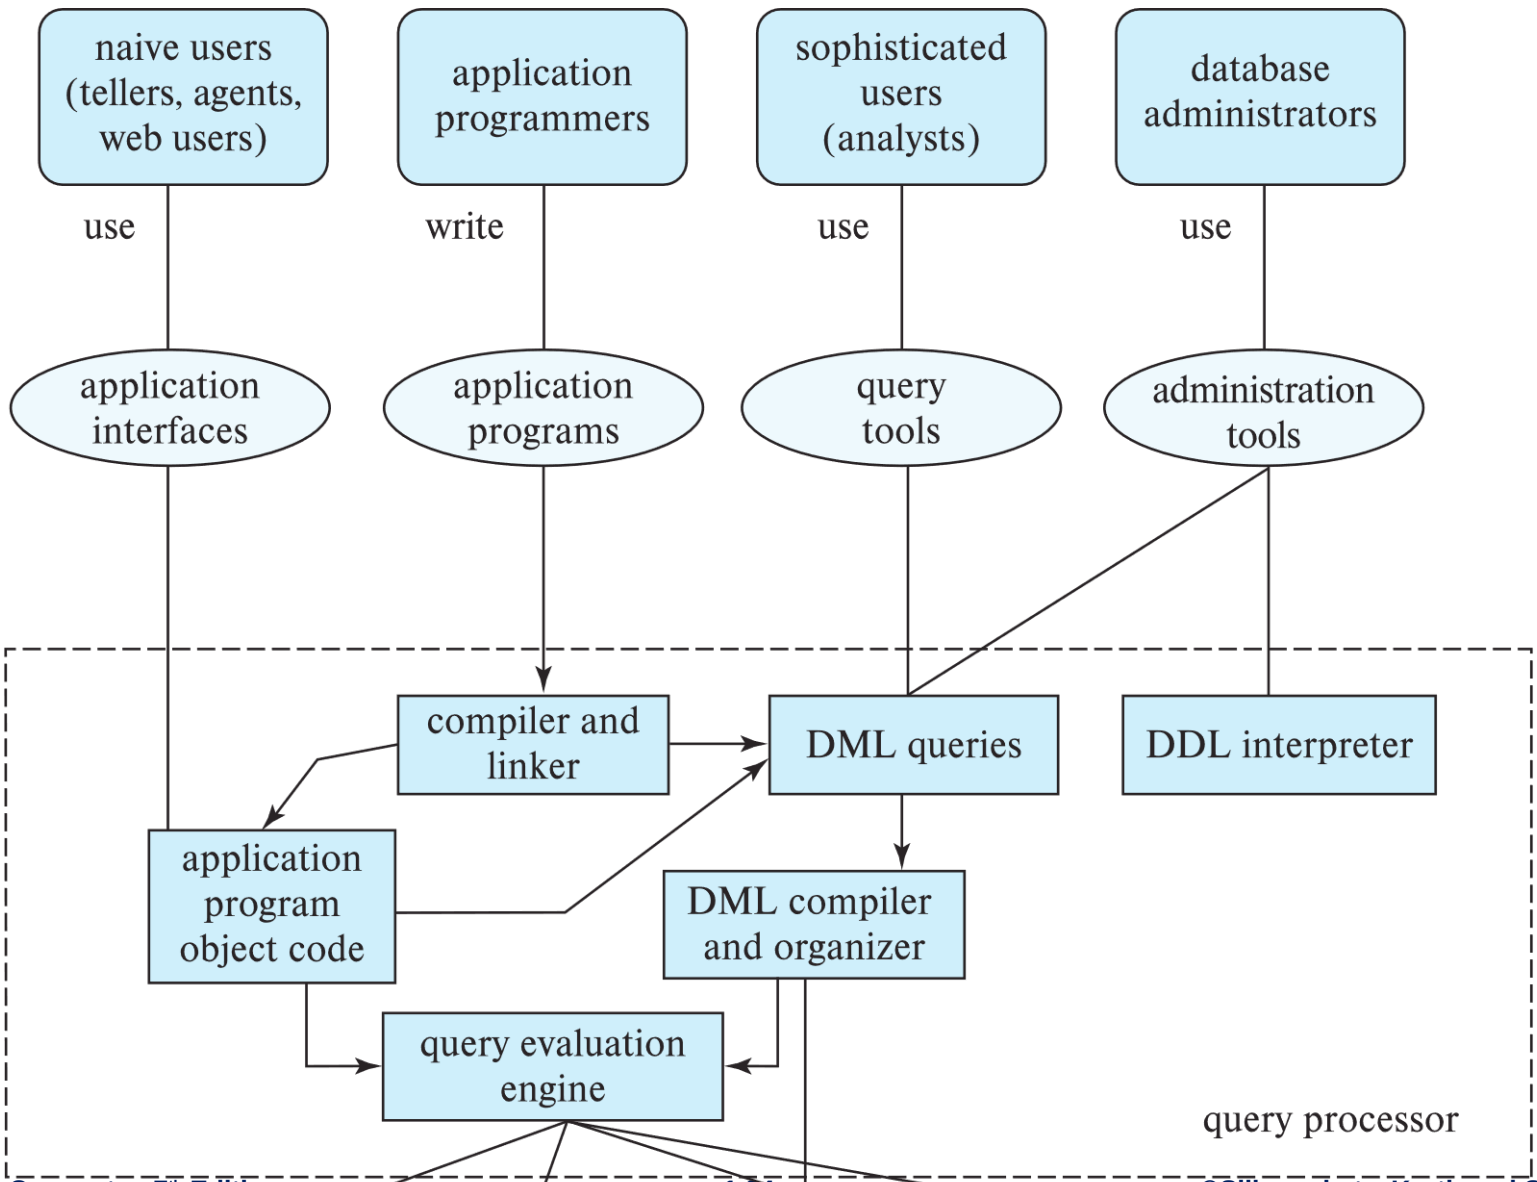 naive users
(tellers, agents,
web users)
application
programmers
sophisticated
users
(analysts)
database
administrators
use
write
use
use
application
interfaces
application
programs
query
tools
administration
tools
compiler and
linker
DML queries
DDL interpreter
application
program
object code
DML compiler
and organizer
query evaluation
engine
query processor